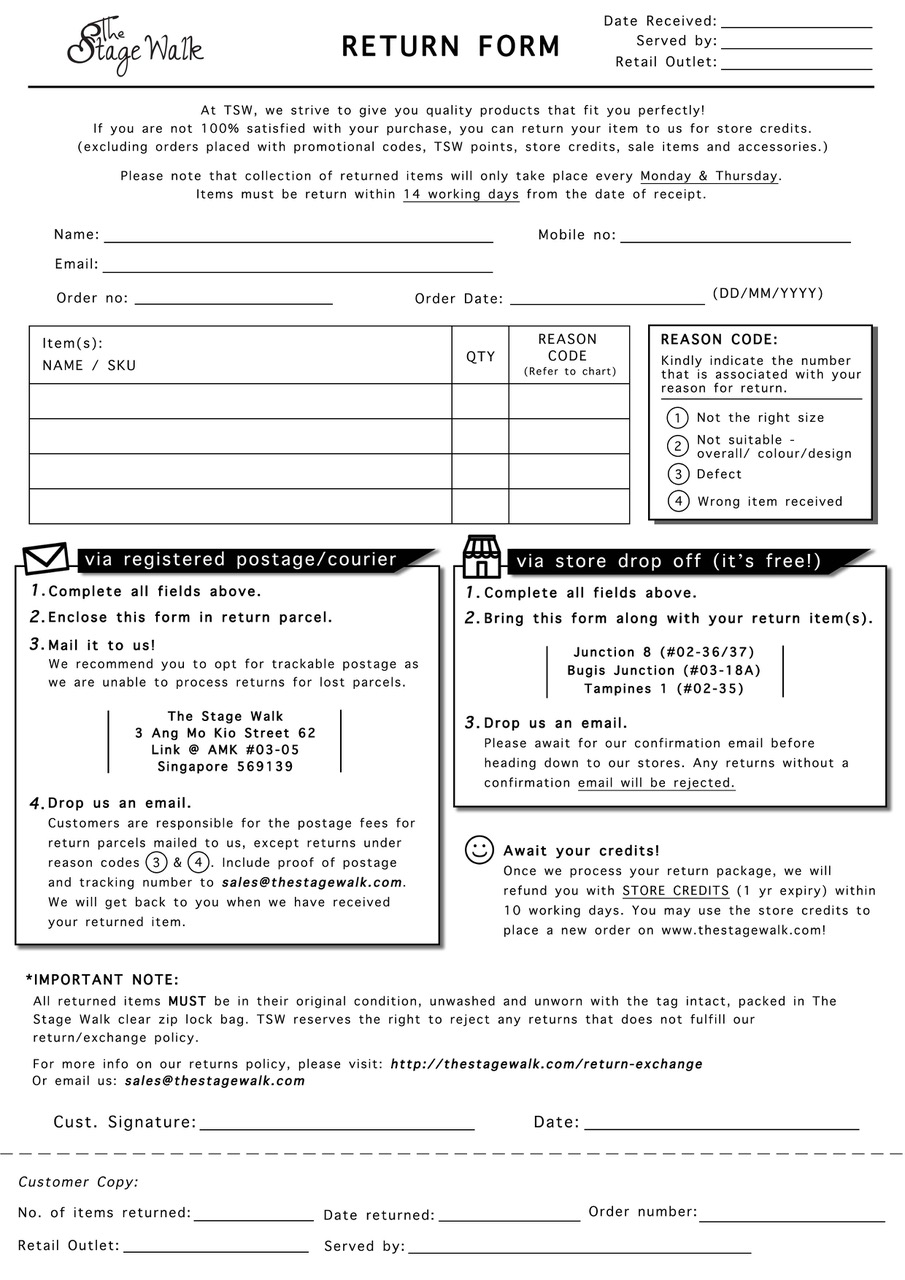 The
Stage Walk
RETURN FORM
Date Received:
Served by:
Retail Outlet:
At TSW, we strive to give you quality products that fit you perfectly!
If you are not 100% satisfied with your purchase, you can return your item to us for store credits.
(excluding orders placed with promotional codes, TSW points, store credits, sale items and accessories.)
Please note that collection of returned items will only take place every Monday & Thursday.
Items must be return within 14 working days from the date of receipt.
Name:
Mobile no:
Email:
Order no:
Order Date:
(DD/MM/YYYY)
Item(s):
NAME / SKU
QTY
REASON
CODE
(Refer to chart)
REASON CODE:
Kindly indicate the number
that is associated with your
reason for return.
1 Not the right size
2 Not suitable -
overall/ colour/design
3 Defect
4 Wrong item received
via registered postage/courier
1. Complete all fields above.
2. Enclose this form in return parcel.
3. Mail it to us!
We recommend you to opt for trackable postage as
we are unable to process returns for lost parcels.
The Stage Walk
3 Ang Mo Kio Street 62
Link @ AMK #03-05
Singapore 569139
4. Drop us an email.
Customers are responsible for the postage fees for
return parcels mailed to us, except returns under
reason codes 3 & 4. Include proof of postage
and tracking number to sales@thestagewalk.com.
We will get back to you when we have received
your returned item.
via store drop off (it's free!)
1. Complete all fields above.
2. Bring this form along with your return item(s).
Junction 8 (#02-36/37)
Bugis Junction (#03-18A)
Tampines 1 (#02-35)
3. Drop us an email.
Please await for our confirmation email before
heading down to our stores. Any returns without a
confirmation email will be rejected.
Await your credits!
Once we process your return package, we will
refund you with STORE CREDITS (1 yr expiry) within
10 working days. You may use the store credits to
place a new order on www.thestagewalk.com!
*IMPORTANT NOTE:
All returned items MUST be in their original condition, unwashed and unworn with the tag intact, packed in The
Stage Walk clear zip lock bag. TSW reserves the right to reject any returns that does not fulfill our
return/exchange policy.
For more info on our returns policy, please visit: http://thestagewalk.com/return-exchange
Or email us: sales@thestagewalk.com
Cust. Signature:
Date:
Customer Copy:
No. of items returned:
Date returned:
Order number:
Retail Outlet:
Served by: